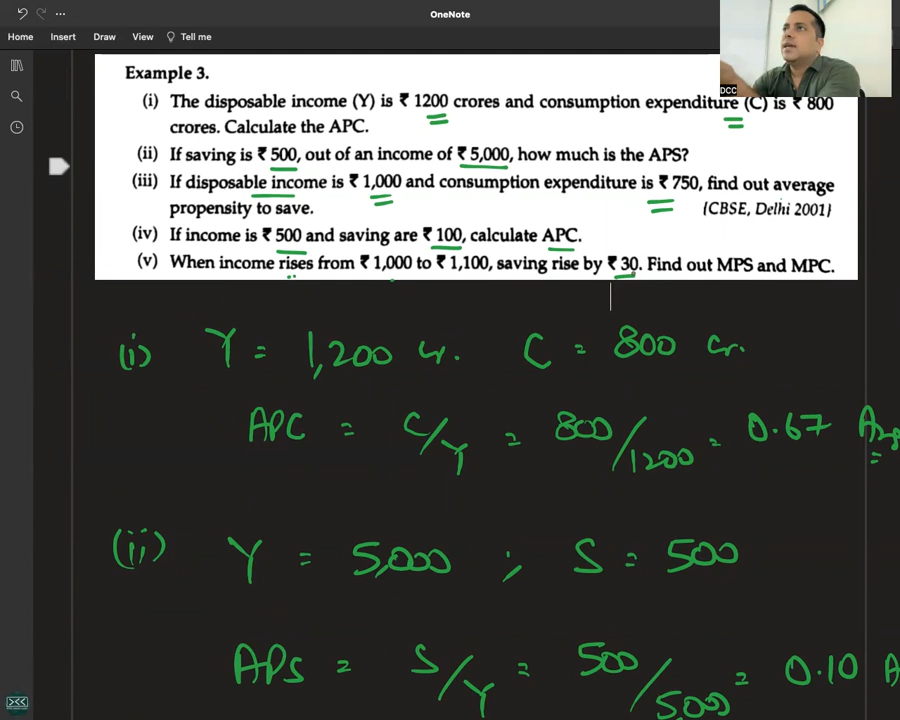 OneNote
Home Insert Draw View Tell me
DCC
Example 3.
(i) The disposable income (Y) is ₹ 1200 crores and consumption expenditure (C) is ₹ 800
crores. Calculate the APC.
(ii) If saving is ₹ 500, out of an income of ₹ 5,000, how much is the APS?
(iii) If disposable income is ₹ 1,000 and consumption expenditure is ₹ 750, find out average
propensity to save. {CBSE, Delhi 2001}
(iv) If income is ₹ 500 and saving are ₹ 100, calculate APC.
(v) When income rises from ₹ 1,000 to ₹ 1,100, saving rise by ₹ 30. Find out MPS and MPC.
(i) Y = 1,200 cr. C = 800 cr.
APC = C/Y = 800/1200 = 0.67 Ans
(ii) Y = 5,000 ; S = 500
APS = S/Y = 500/5000 = 0.10 A